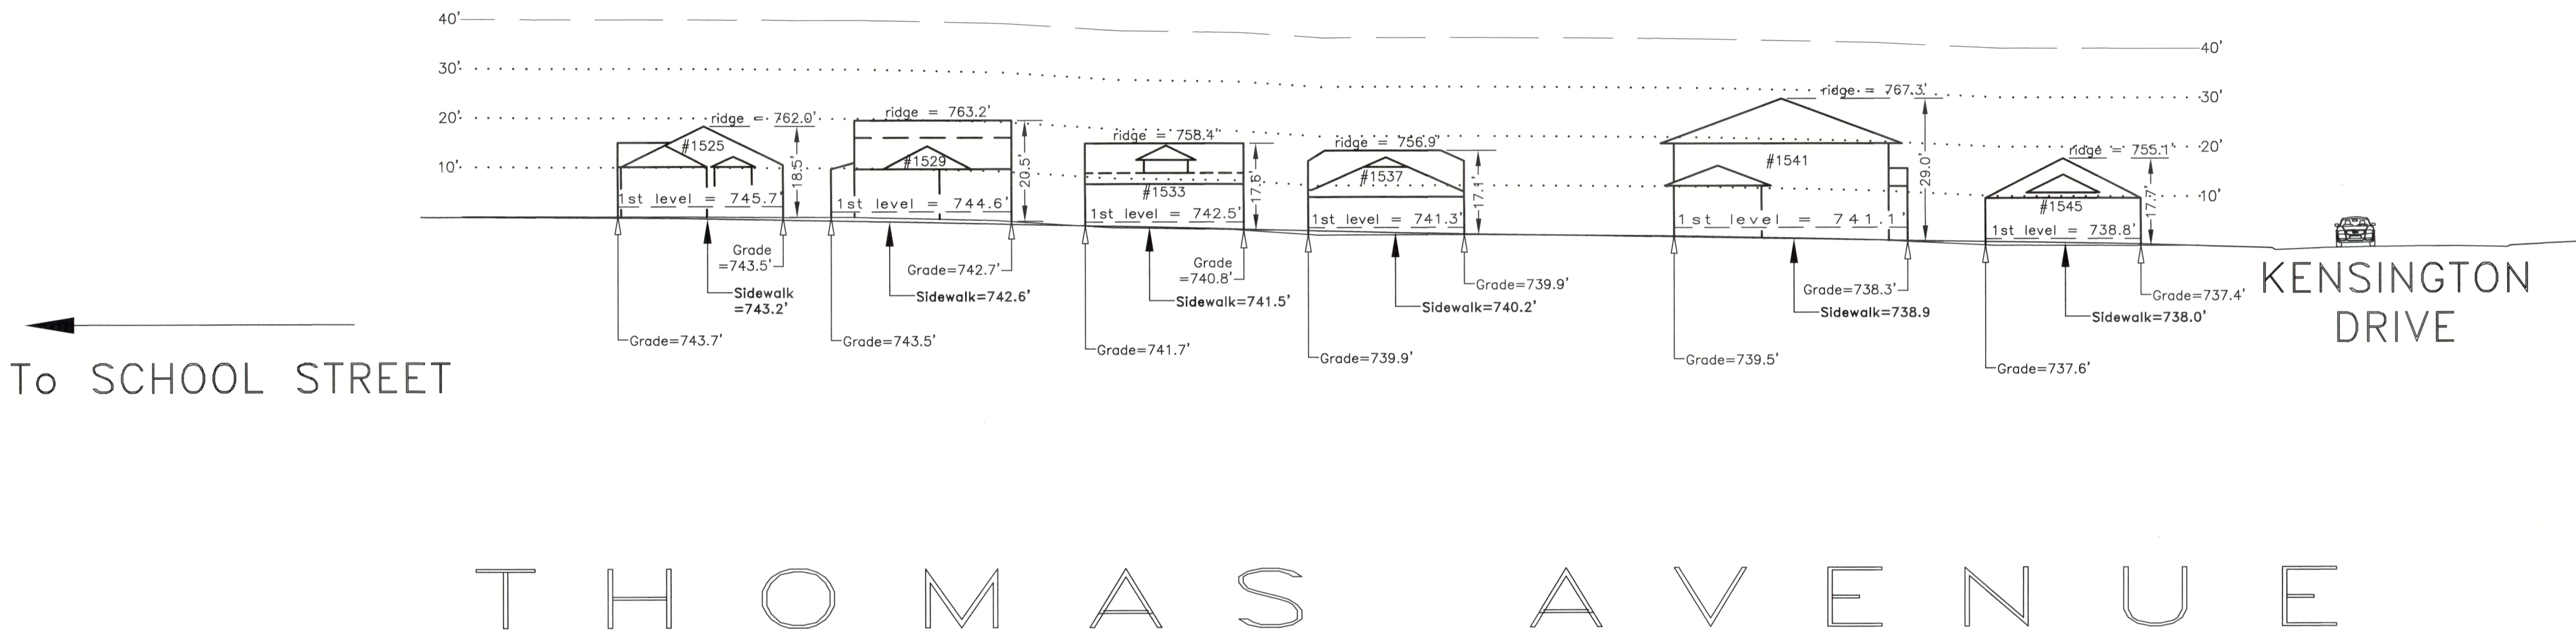 40'
40'
30'
30'
20'
20'
10'
10'
ridge = 762.0'
#1525
18.5'
1st level = 745.7'
Grade
=743.5'
Sidewalk
=743.2'
Grade=743.7'
ridge = 763.2'
#1529
20.5'
1st level = 744.6'
Grade=742.7'
Sidewalk=742.6'
Grade=743.5'
ridge = 758.4'
#1533
17.6'
1st level = 742.5'
Grade
=740.8'
Sidewalk=741.5'
Grade=741.7'
ridge = 756.9'
#1537
17.1'
1st level = 741.3'
Grade=739.9'
Sidewalk=740.2'
Grade=739.9'
ridge = 767.3'
#1541
29.0'
1st level = 741.1'
Grade=738.3'
Sidewalk=738.9
Grade=739.5'
ridge = 755.1'
#1545
17.7'
1st level = 738.8'
Grade=737.4'
Sidewalk=738.0'
Grade=737.6'
KENSINGTON
DRIVE
To SCHOOL STREET
THOMAS AVENUE